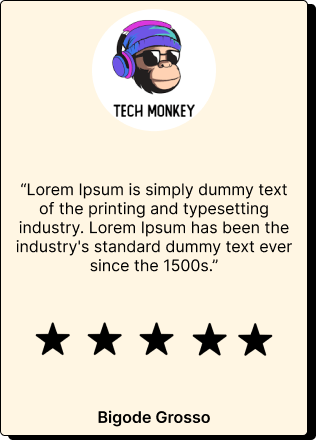 TECH MONKEY
“Lorem Ipsum is simply dummy text
of the printing and typesetting
industry. Lorem Ipsum has been the
industry's standard dummy text ever
since the 1500s.”
Bigode Grosso